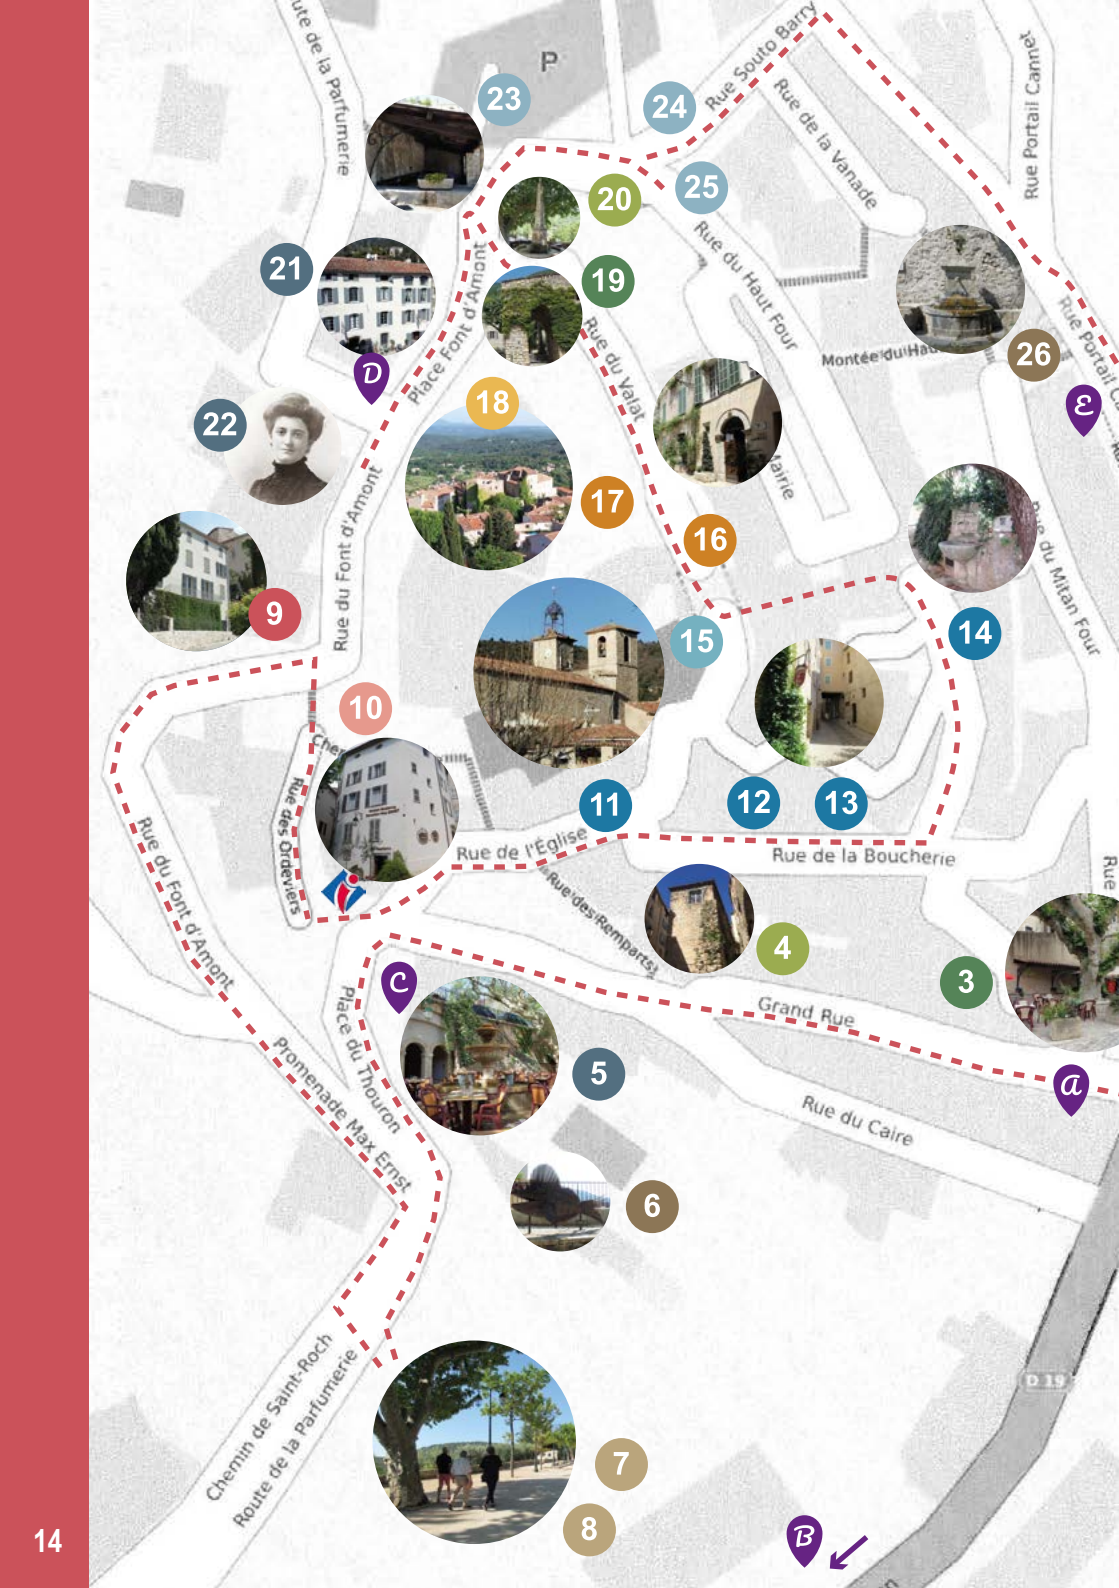 ute de la Parfumerie
P
Rue Souto Barry
Rue Portail Cannet
23
24
Rue de la Vanade
25
20
21
19
Place Font d'Amont
Rue du Haut Four
Rue du Valat
Montée du Hau
26
Rue Portail C
D
E
22
18
Mairie
17
16
Rue du Font d'Amont
9
15
14
Rue du Mitan Four
10
Che
Rue des Ordeviers
11
12
13
Rue de l'Église
Rue de la Boucherie
Rue
Rue du Font d'Amont
Rue des Remparts
4
3
C
Grand Rue
Place du Thouron
Promenade Max Ernst
5
a
Rue du Caire
6
Chemin de Saint-Roch
Route de la Parfumerie
D 19
7
8
B
14